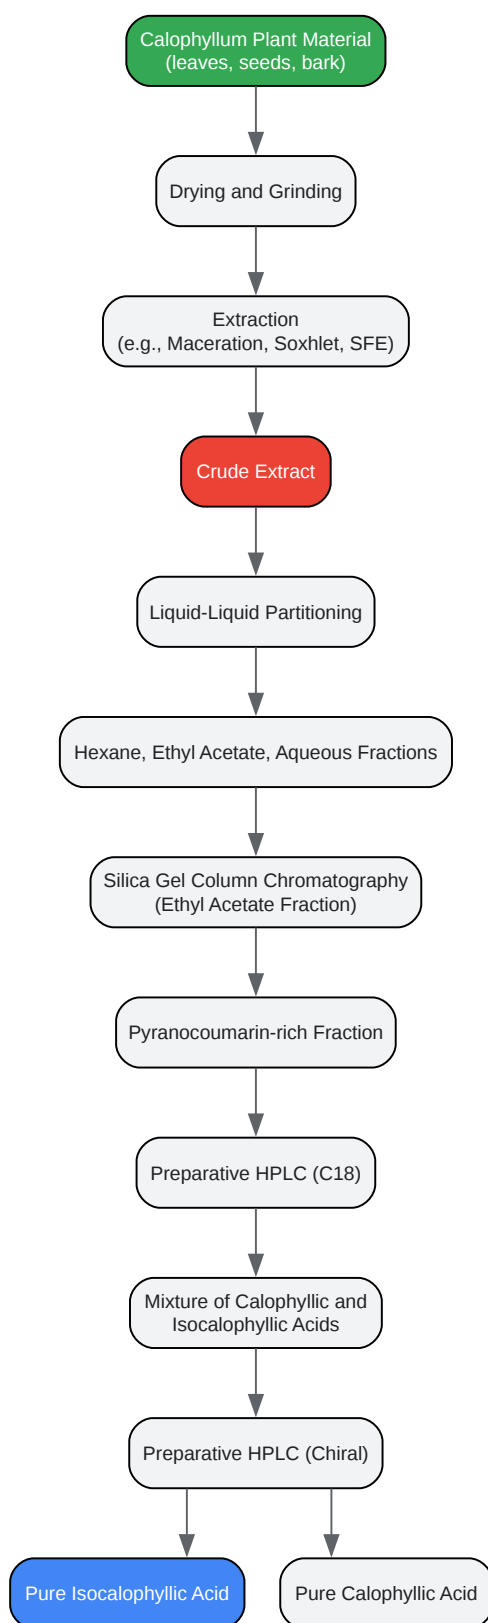 Calophyllum Plant Material
(leaves, seeds, bark)
Drying and Grinding
Extraction
(e.g., Maceration, Soxhlet, SFE)
Crude Extract
Liquid-Liquid Partitioning
Hexane, Ethyl Acetate, Aqueous Fractions
Silica Gel Column Chromatography
(Ethyl Acetate Fraction)
Pyranocoumarin-rich Fraction
Preparative HPLC (C18)
Mixture of Calophyllic and
Isocalophyllic Acids
Preparative HPLC (Chiral)
Pure Isocalophyllic Acid
Pure Calophyllic Acid